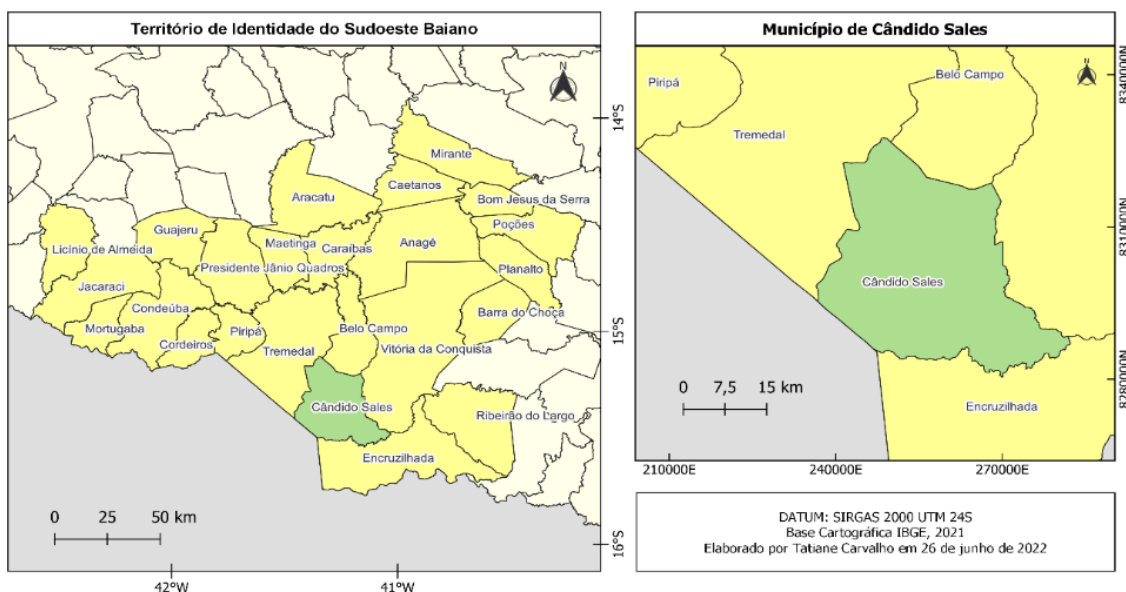 Território de Identidade do Sudoeste Baiano
N
14°S
Mirante
Caetanos
Aracatu
Bom Jesus da Serra
Poções
Guajeru
Maetinga
Caraíbas
Anagé
Licínio de Almeida
Presidente Jânio Quadros
Planalto
Jacaraci
Condeúba
Barra do Choça
Mortugaba
Piripá
Belo Campo
15°S
Cordeiros
Tremedal
Vitória da Conquista
Cândido Sales
Ribeirão do Largo
Encruzilhada
0 25 50 km
16°S
42°W 41°W
Município de Cândido Sales
N
Piripá
Belo Campo
8340000N
Tremedal
8310000N
Cândido Sales
0 7,5 15 km
8280000N
Encruzilhada
2100000E 240000E 270000E
DATUM: SIRGAS 2000 UTM 24S
Base Cartográfica IBGE, 2021
Elaborado por Tatiane Carvalho em 26 de junho de 2022